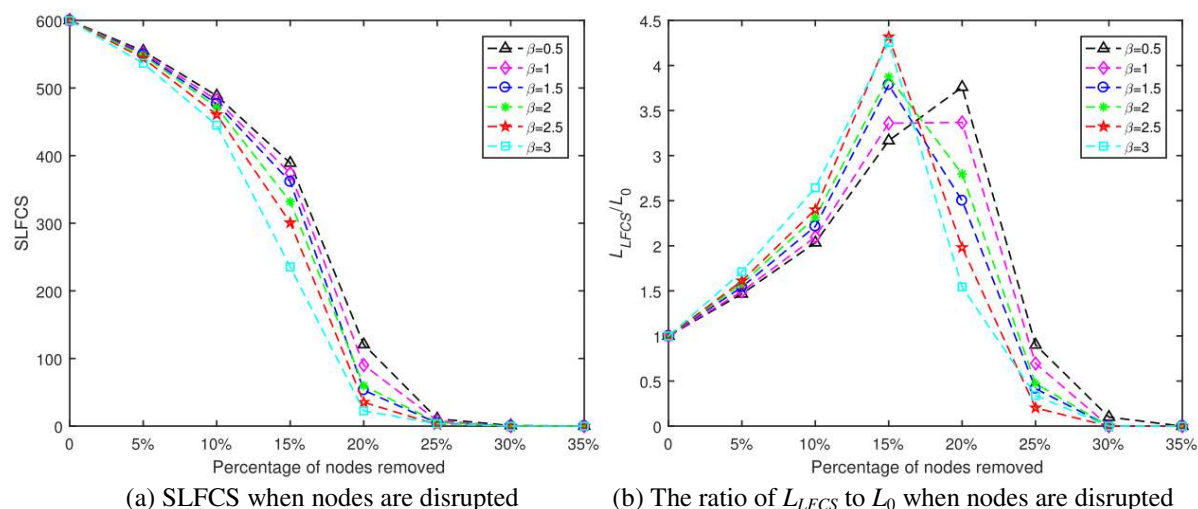 600
500
400
300
200
100
0
SLFCS
0 5% 10% 15% 20% 25% 30% 35%
Percentage of nodes removed
β=0.5
β=1
β=1.5
β=2
β=2.5
β=3
(a) SLFCS when nodes are disrupted
4.5
4
3.5
3
2.5
2
1.5
1
0.5
0
L_LFCS/L_0
0 5% 10% 15% 20% 25% 30% 35%
Percentage of nodes removed
β=0.5
β=1
β=1.5
β=2
β=2.5
β=3
(b) The ratio of L_LFCS to L_0 when nodes are disrupted